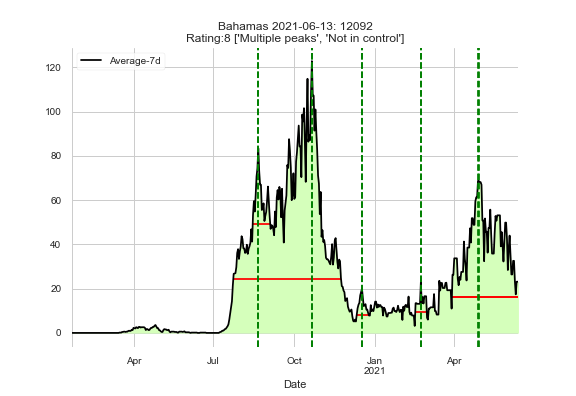 Bahamas 2021-06-13: 12092
Rating:8 ['Multiple peaks', 'Not in control']
Average-7d
120
100
80
60
40
20
0
Apr Jul Oct Jan Apr
2021
Date